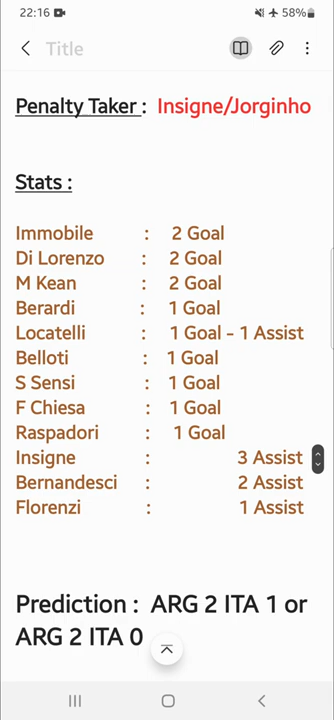 22:16 58%
Title
Penalty Taker : Insigne/Jorginho
Stats :
Immobile : 2 Goal
Di Lorenzo : 2 Goal
M Kean : 2 Goal
Berardi : 1 Goal
Locatelli : 1 Goal - 1 Assist
Belloti : 1 Goal
S Sensi : 1 Goal
F Chiesa : 1 Goal
Raspadori : 1 Goal
Insigne : 3 Assist
Bernandesci : 2 Assist
Florenzi : 1 Assist
Prediction : ARG 2 ITA 1 or
ARG 2 ITA 0